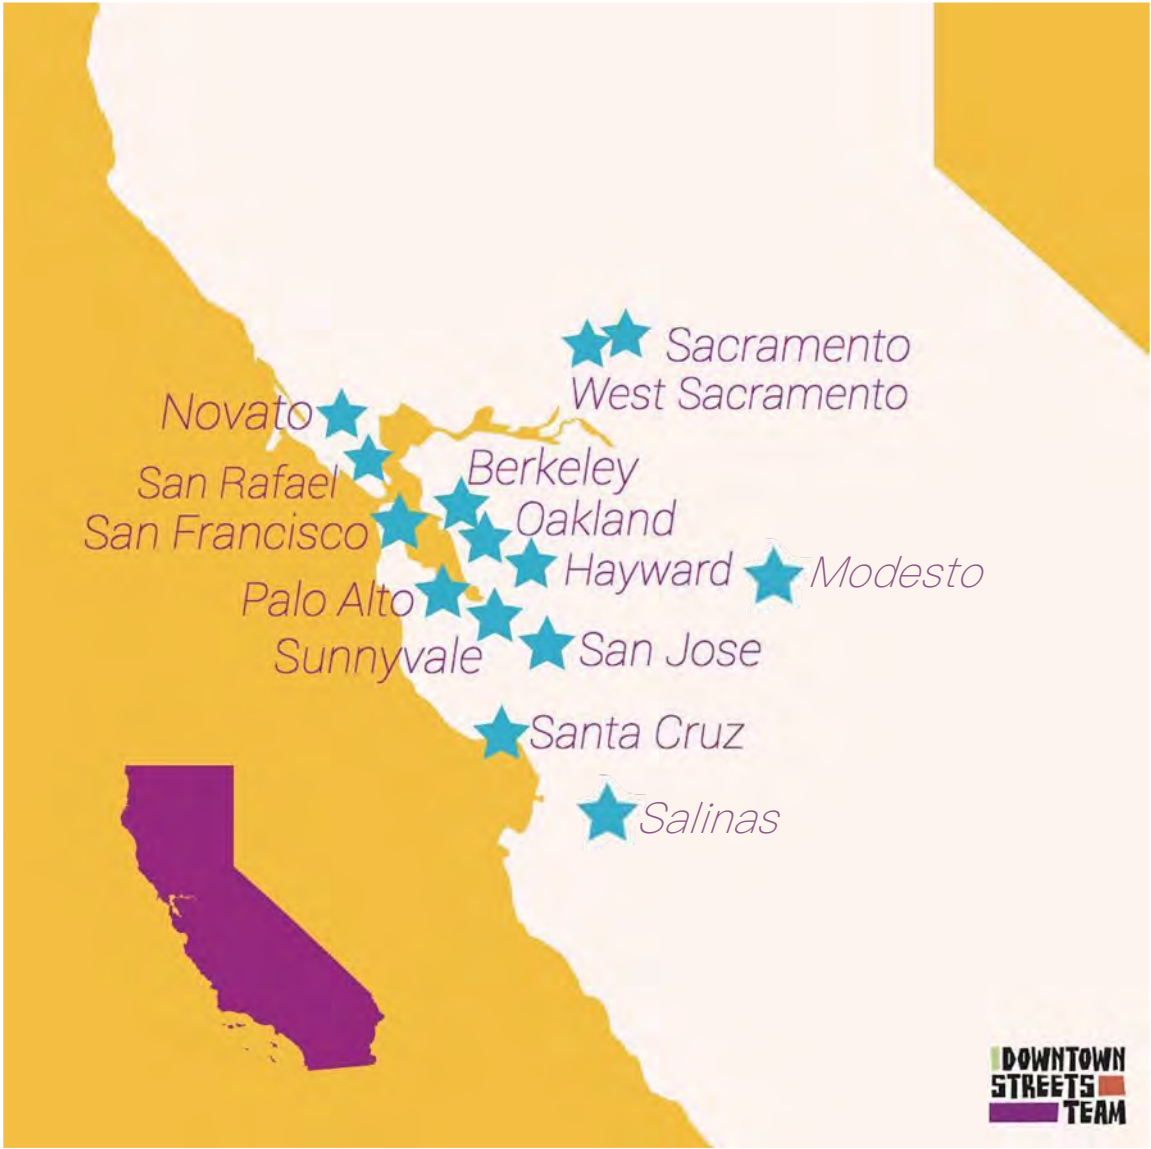 Sacramento
West Sacramento
Novato
Berkeley
San Rafael
Oakland
San Francisco
Hayward
Modesto
Palo Alto
San Jose
Sunnyvale
Santa Cruz
Salinas
DOWNTOWN
STREETS
TEAM